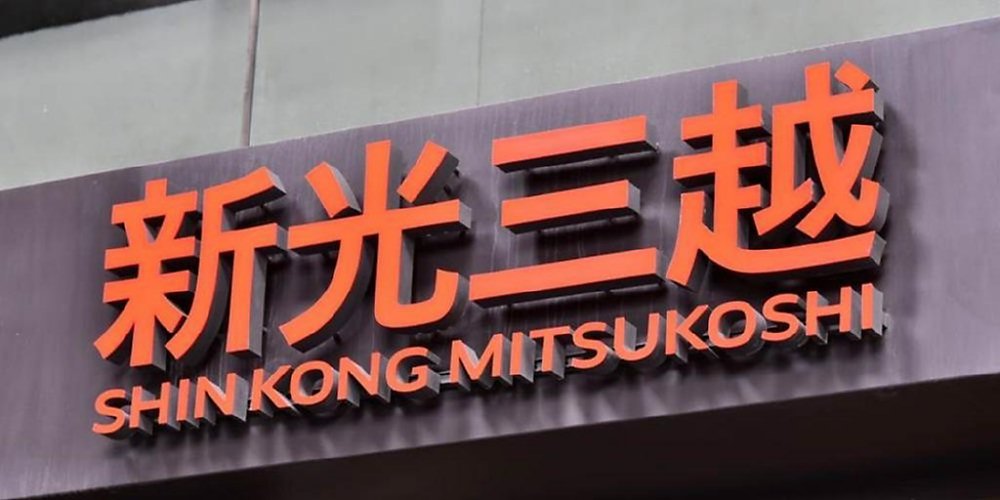 新光三越
SHIN KONG MITSUKOSHI